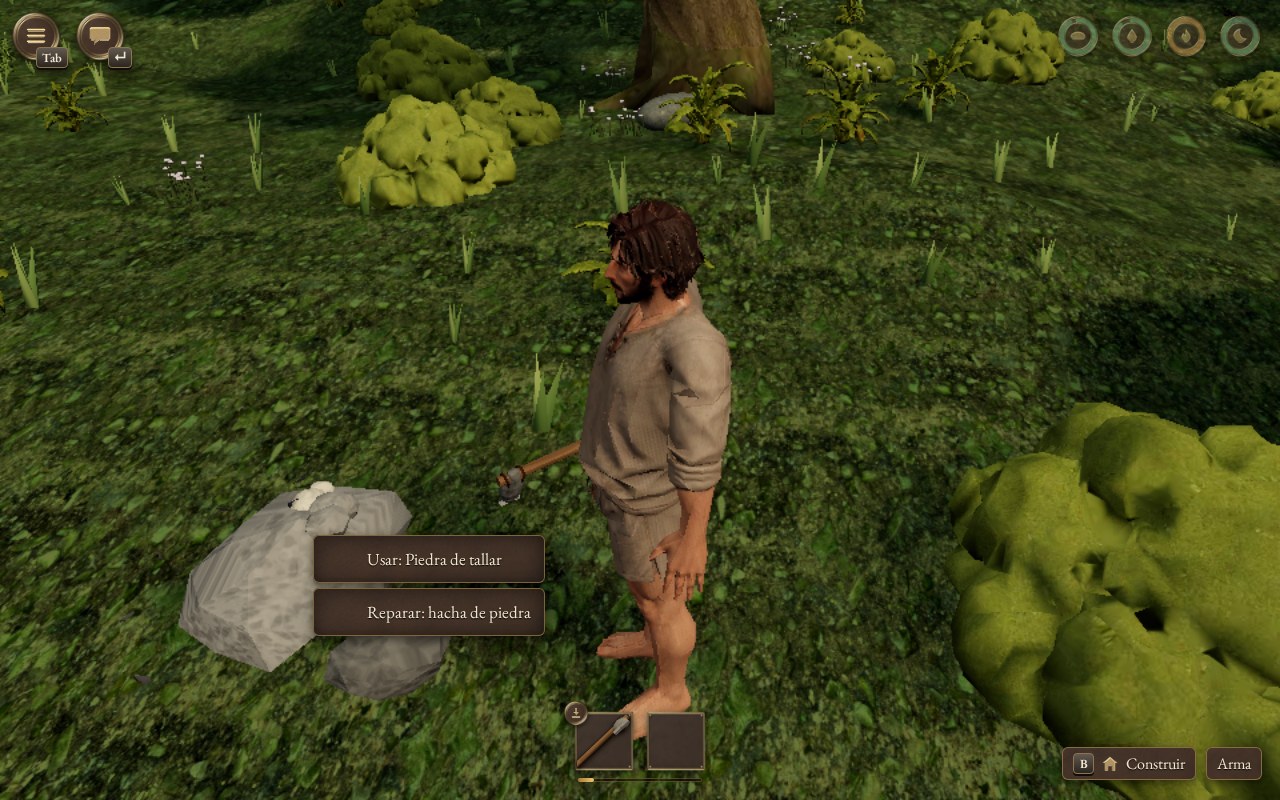 Tab
Usar: Piedra de tallar
Reparar: hacha de piedra
B Construir
Arma